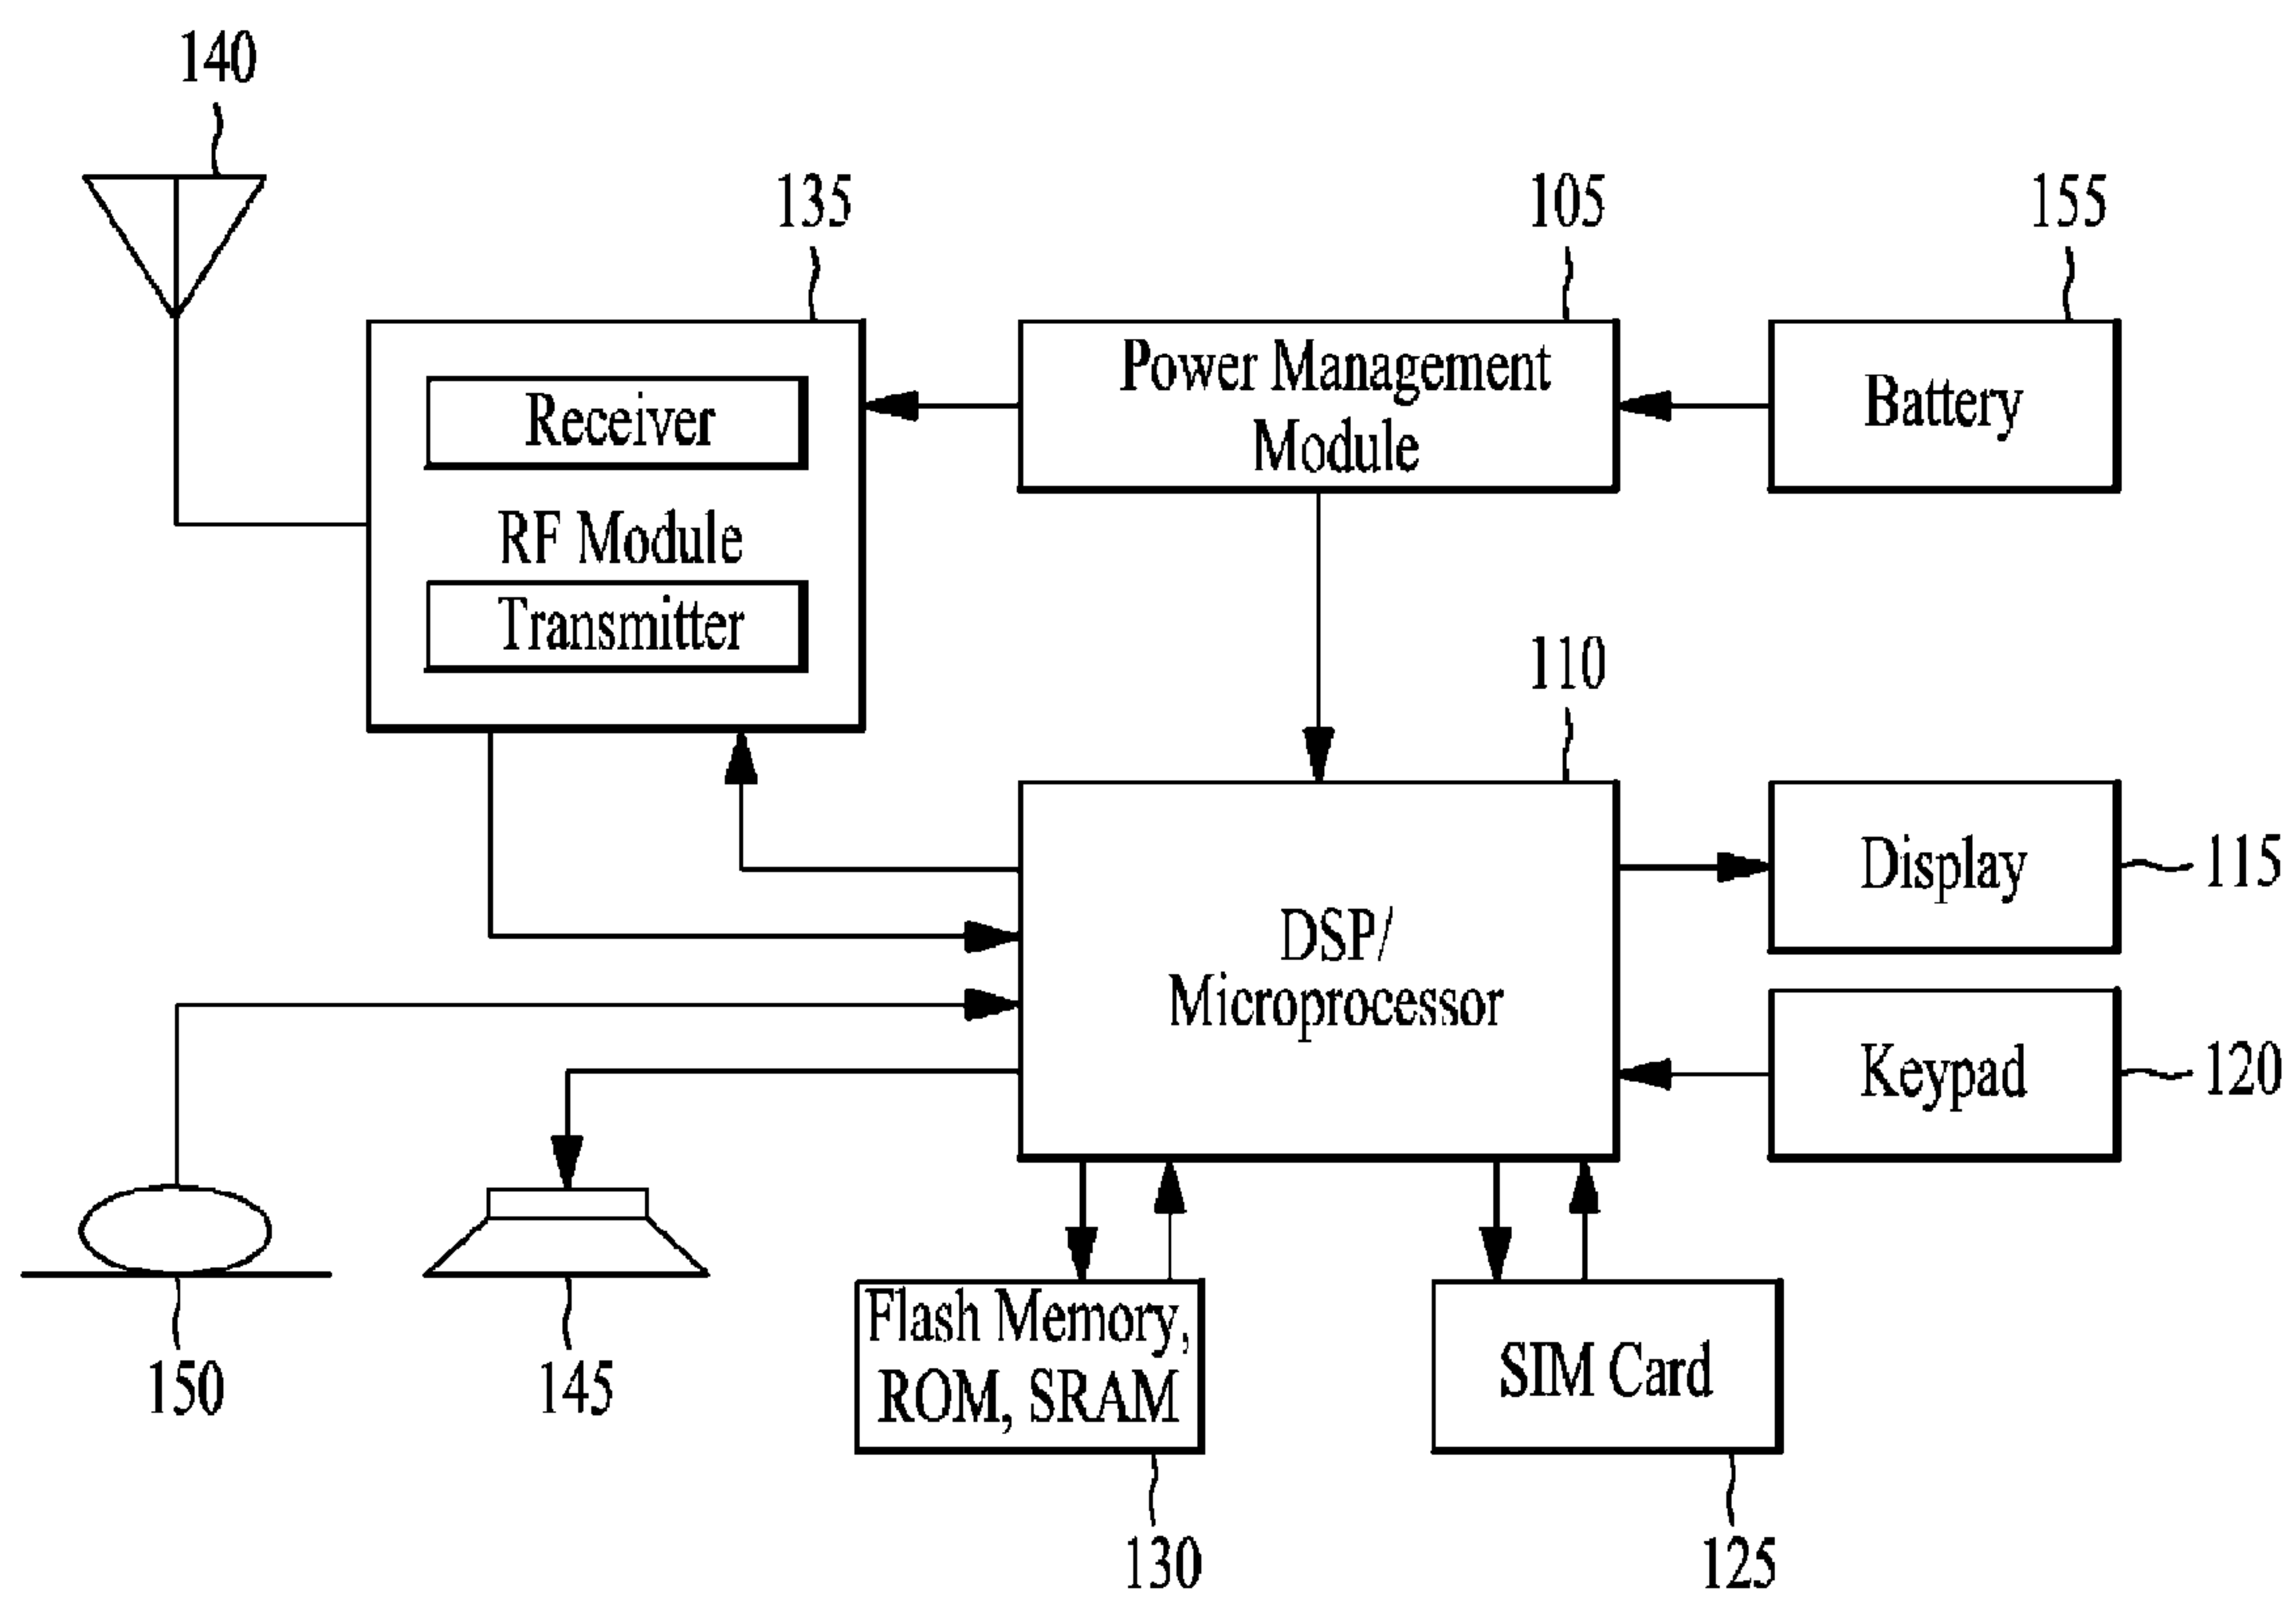 140
135
105
155
Receiver
RF Module
Transmitter
Power Management
Module
Battery
110
DSP/
Microprocessor
Display
115
Keypad
120
150
145
Flash Memory,
ROM, SRAM
130
SIM Card
125